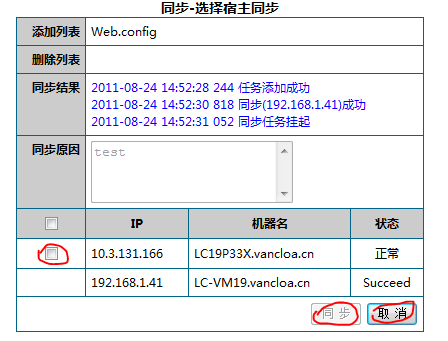 同步-选择宿主同步
添加列表 Web.config
删除列表
同步结果 2011-08-24 14:52:28 244 任务添加成功
2011-08-24 14:52:30 818 同步(192.168.1.41)成功
2011-08-24 14:52:31 052 同步任务挂起
同步原因 test
IP 机器名 状态
10.3.131.166 LC19P33X.vancloa.cn 正常
192.168.1.41 LC-VM19.vancloa.cn Succeed
同 步 取 消